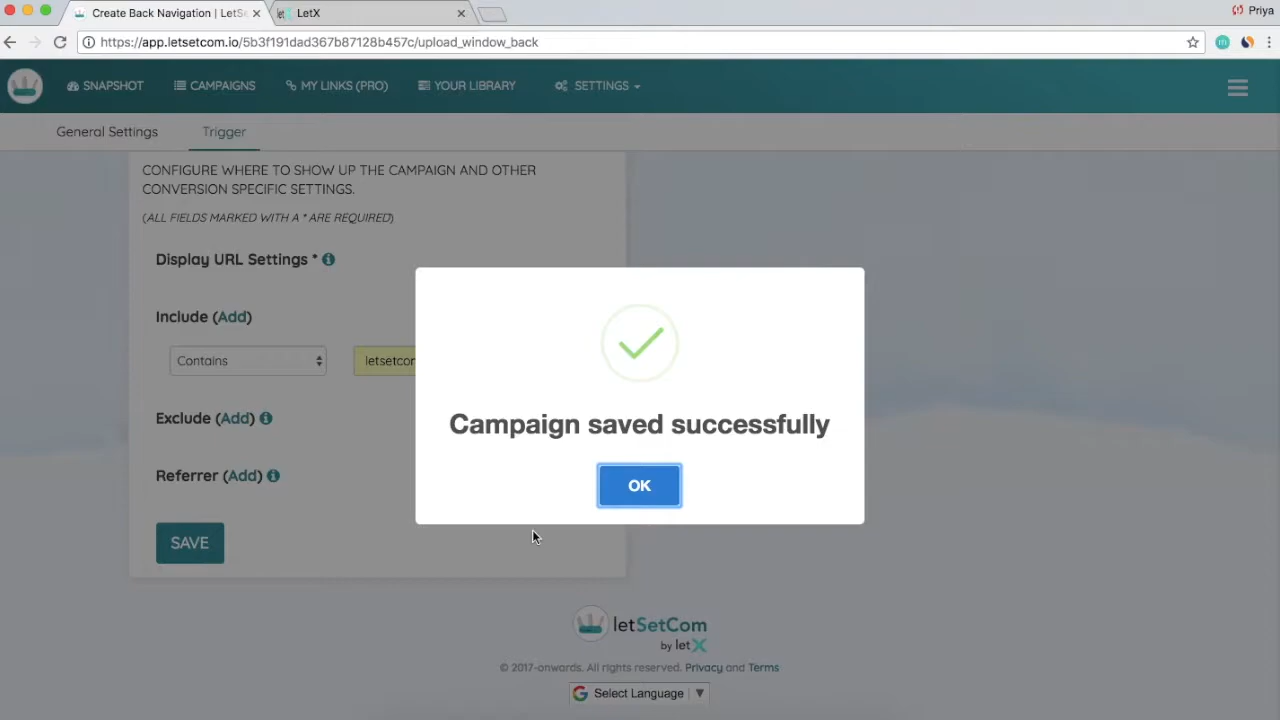 Create Back Navigation | LetSe
LetX
Priya
https://app.letsetcom.io/5b3f191dad367b87128b457c/upload_window_back
SNAPSHOT
CAMPAIGNS
MY LINKS (PRO)
YOUR LIBRARY
SETTINGS
General Settings
Trigger
CONFIGURE WHERE TO SHOW UP THE CAMPAIGN AND OTHER
CONVERSION SPECIFIC SETTINGS.
(ALL FIELDS MARKED WITH A * ARE REQUIRED)
Display URL Settings *
Include (Add)
Contains
letsetcor
Exclude (Add)
Referrer (Add)
SAVE
Campaign saved successfully
OK
letSetCom
by letX
© 2017-onwards. All rights reserved. Privacy and Terms
Select Language ▼